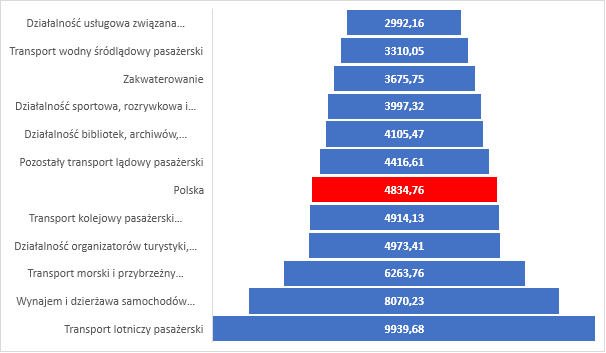 Działalność usługowa związana... 2992,16
Transport wodny śródlądowy pasażerski 3310,05
Zakwaterowanie 3675,75
Działalność sportowa, rozrywkowa i... 3997,32
Działalność bibliotek, archiwów,... 4105,47
Pozostały transport lądowy pasażerski 4416,61
Polska 4834,76
Transport kolejowy pasażerski... 4914,13
Działalność organizatorów turystyki,... 4973,41
Transport morski i przybrzeżny... 6263,76
Wynajem i dzierżawa samochodów... 8070,23
Transport lotniczy pasażerski 9939,68